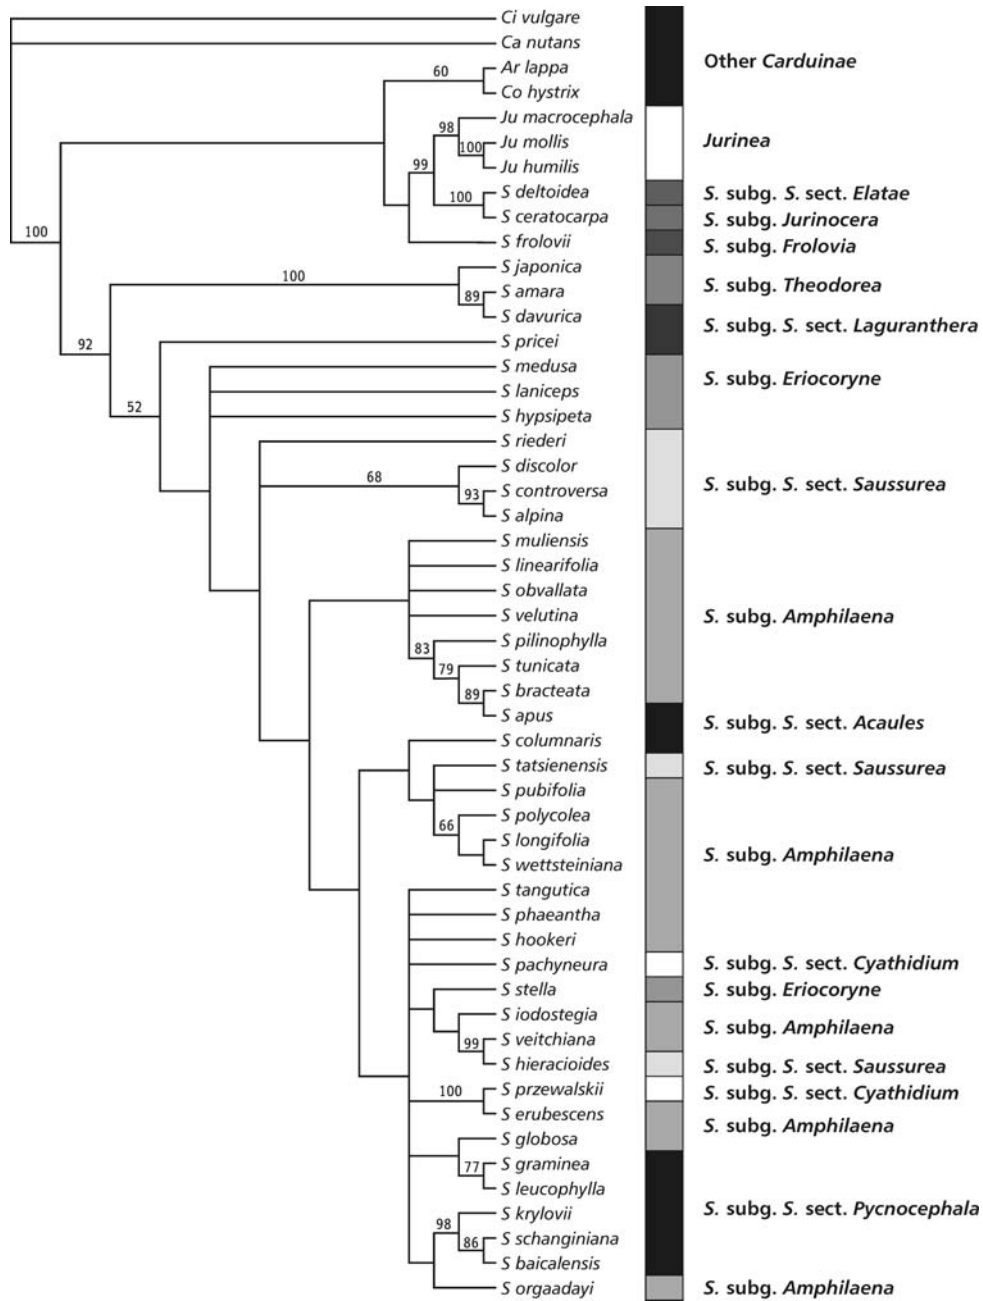 Ci vulgare
Ca nutans
Other Carduinae
60
Ar lappa
Co hystrix
Ju macrocephala
98
Jurinea
100
Ju mollis
99
Ju humilis
100
S deltoidea
S. subg. S. sect. Elatae
S ceratocarpa
S. subg. Jurinocera
100
S frolovii
S. subg. Frolovia
S japonica
100
S. subg. Theodorea
89
S amara
S davurica
S. subg. S. sect. Laguranthera
92
S pricei
S medusa
S. subg. Eriocoryne
S laniceps
52
S hypsipeta
S riederi
S discolor
68
S. subg. S. sect. Saussurea
93
S controversa
S alpina
S muliensis
S linearifolia
S obvallata
S velutina
S. subg. Amphilaena
83
S pilinophylla
79
S tunicata
89
S bracteata
S apus
S. subg. S. sect. Acaules
S columnaris
S tatsienensis
S. subg. S. sect. Saussurea
S pubifolia
S polycolea
66
S longifolia
S. subg. Amphilaena
S wettsteiniana
S tangutica
S phaeantha
S hookeri
S pachyneura
S. subg. S. sect. Cyathidium
S stella
S. subg. Eriocoryne
S iodostegia
S. subg. Amphilaena
99
S veitchiana
S hieracioides
S. subg. S. sect. Saussurea
100
S przewalskii
S. subg. S. sect. Cyathidium
S erubescens
S. subg. Amphilaena
S globosa
77
S graminea
S leucophylla
S. subg. S. sect. Pycnocephala
98
S krylovii
86
S schanginiana
S baicalensis
S orgaadayi
S. subg. Amphilaena